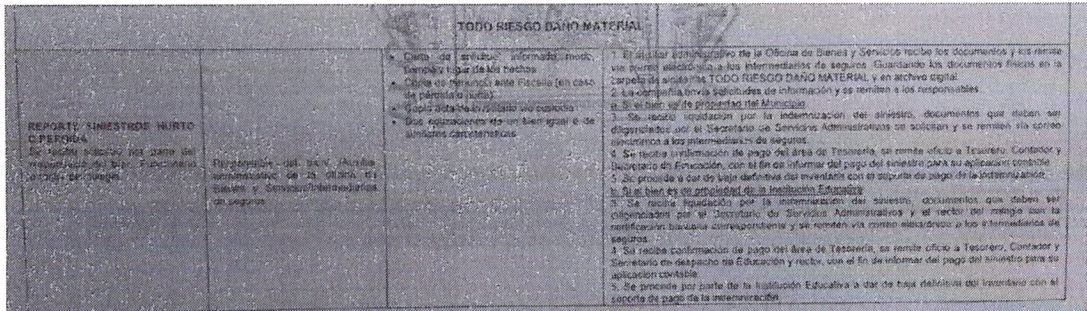 TODO RIESGO DAÑO MATERIAL
REPORTE SINIESTROS HURTO
O PERDIDA
Se recibe solicitud por parte del
responsable del bien. Funcionario
Responsable del bien /Auxiliar
administrativo de la oficina de
Bienes y Servicios/Intermediarios
de seguros
• Carta de solicitud informado modo,
tiempo y lugar de los hechos
• Copia de denuncio ante Fiscalía (en caso
de pérdida o hurto)
• Copia acta de inventario y/o custodia
• Dos cotizaciones de un bien igual o de
similares características
1. El auxiliar administrativo de la Oficina de Bienes y Servicios recibe los documentos y los remite
vía correo electrónico a los intermediarios de seguros. Guardando los documentos físicos en la
carpeta de siniestros TODO RIESGO DAÑO MATERIAL y en archivo digital.
2. La compañía envía solicitudes de información y se remiten a los responsables.
a. Si el bien es de propiedad del Municipio
3. Se recibe liquidación por la indemnización del siniestro, documentos que deben ser
diligenciados por el Secretario de Servicios Administrativos se solicitan y se remiten vía correo
electrónico a los intermediarios de seguros.
4. Se recibe confirmación de pago del área de Tesorería, se remite oficio a Tesorero, Contador y
Secretario de Educación, con el fin de informar del pago del siniestro para su aplicación contable.
5. Se procede a dar de baja definitiva del inventario con el soporte de pago de la indemnización.
b. Si el bien es de propiedad de la Institución Educativa
3. Se recibe liquidación por la indemnización del siniestro, documentos que deben ser
diligenciados por el Secretario de Servicios Administrativos y el rector del colegio con la
certificación bancaria correspondiente y se remiten vía correo electrónico a los intermediarios de
seguros.
4. Se recibe confirmación de pago del área de Tesorería, se remite oficio a Tesorero, Contador y
Secretario de despacho de Educación y rector, con el fin de informar del pago del siniestro para su
aplicación contable.
5. Se procede por parte de la Institución Educativa a dar de baja definitiva del inventario con el
soporte de pago de la indemnización.